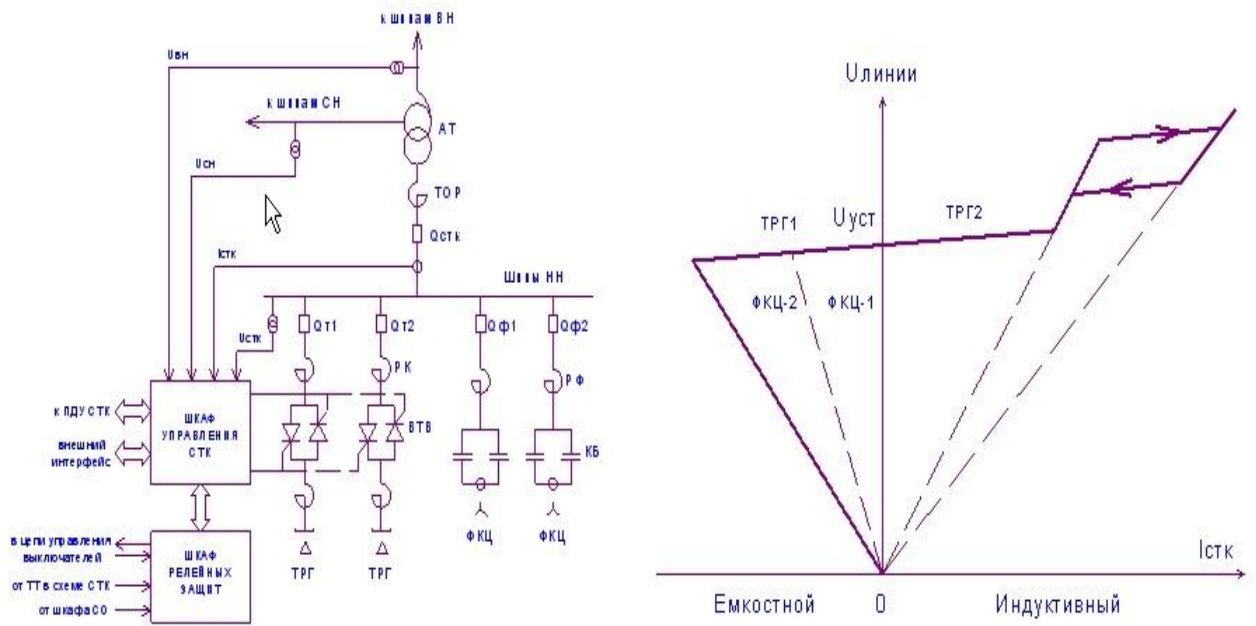 к шинам ВН
Uвн
к шинам СН
АТ
Uсн
ТОР
Qстк
Iстк
Шины НН
Uстк
Qт1
Qт2
Qф1
Qф2
РК
РФ
к ПДУ СТК
внешний
интерфейс
ШКАФ
УПРАВЛЕНИЯ
СТК
ВТВ
КБ
ФКЦ
ФКЦ
ТРГ
ТРГ
в цепи управления
выключателей
от ТТ в схеме СТК
от шкафа СО
ШКАФ
РЕЛЕЙНЫХ
ЗАЩИТ
Uлинии
ТРГ1
Uуст
ТРГ2
ФКЦ-2
ФКЦ-1
Iстк
Емкостной
0
Индуктивный